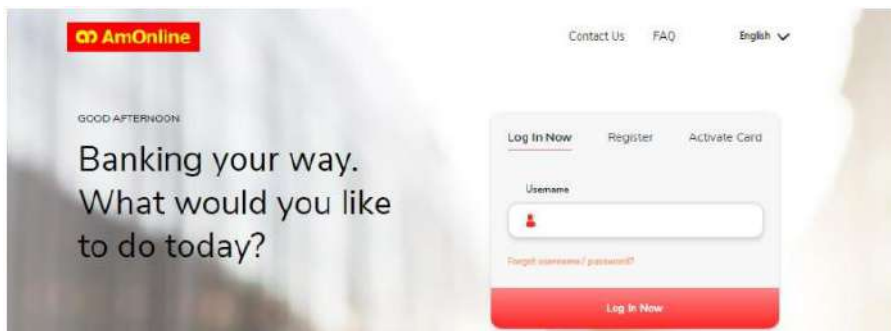 AmOnline
Contact Us FAQ English
GOOD AFTERNOON
Banking your way.
What would you like
to do today?
Log In Now Register Activate Card
Username
Forgot username / password?
Log In Now